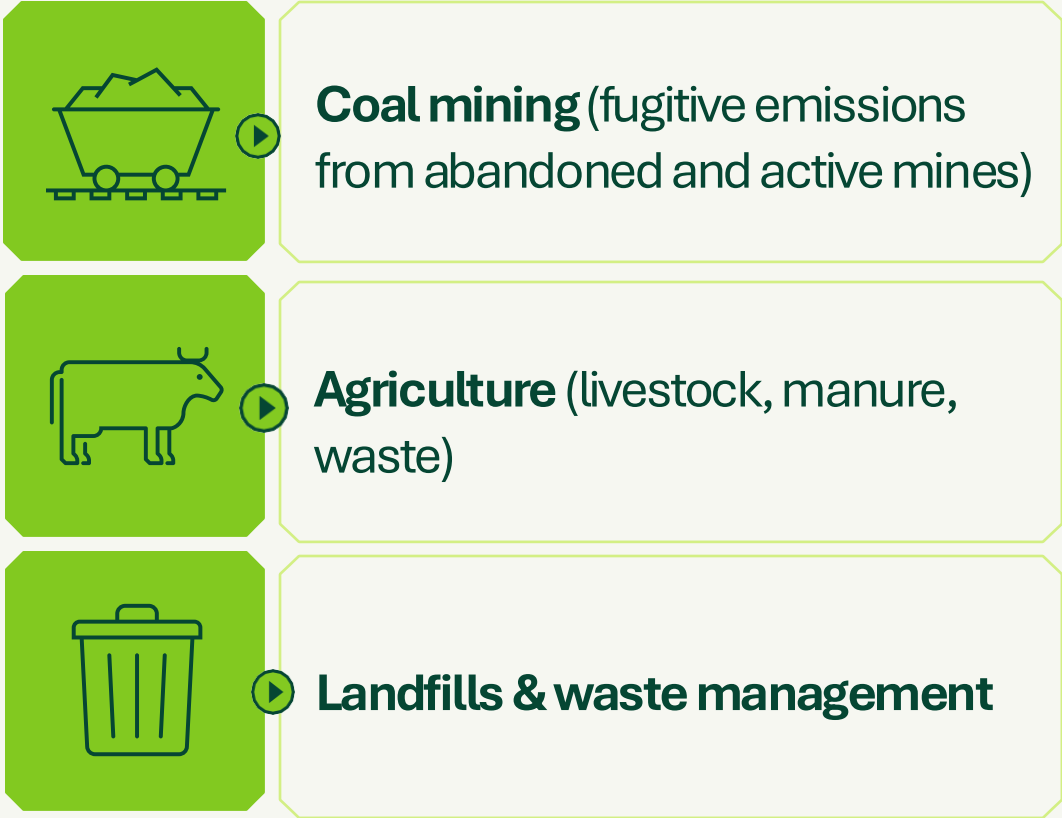 Coal mining (fugitive emissions
from abandoned and active mines)
Agriculture (livestock, manure,
waste)
Landfills & waste management